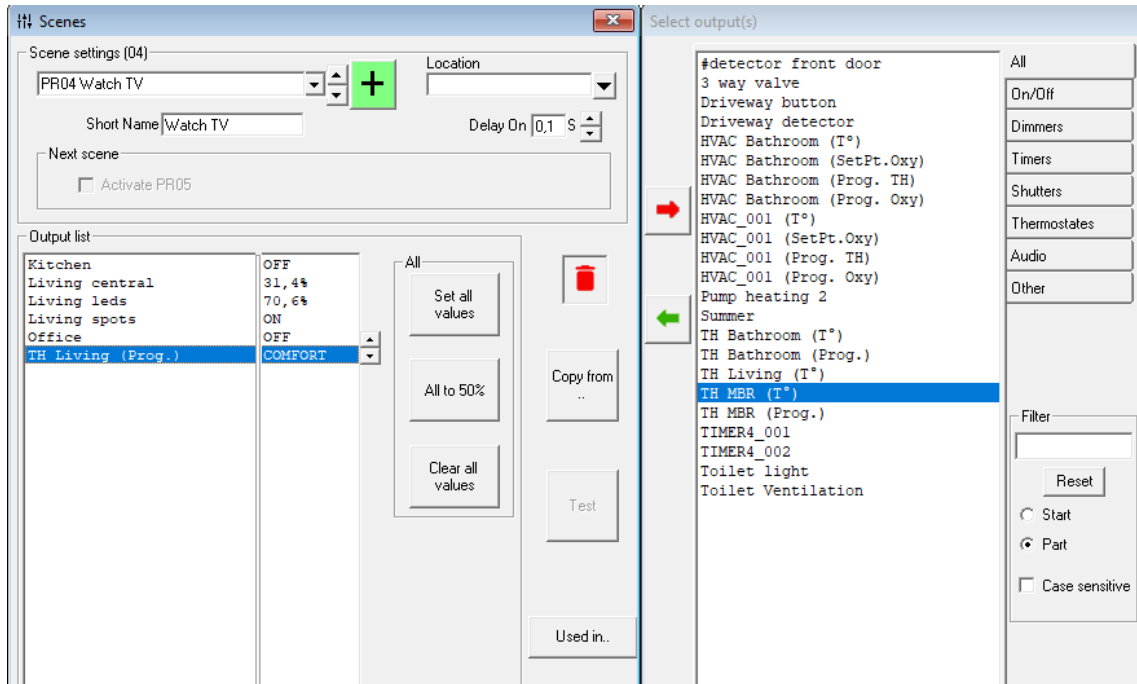 Scenes
Scene settings (04)
PR04 Watch TV
+
Location
Short Name Watch TV
Delay On 0,1 S
Next scene
Activate PR05
Output list
Kitchen OFF
Living central 31,4%
Living leds 70,6%
Living spots ON
Office OFF
TH Living (Prog.) COMFORT
All
Set all
values
All to 50%
Clear all
values
Copy from
..
Test
Used in..
Select output(s)
#detector front door
3 way valve
Driveway button
Driveway detector
HVAC Bathroom (T°)
HVAC Bathroom (SetPt.Oxy)
HVAC Bathroom (Prog. TH)
HVAC Bathroom (Prog. Oxy)
HVAC_001 (T°)
HVAC_001 (SetPt.Oxy)
HVAC_001 (Prog. TH)
HVAC_001 (Prog. Oxy)
Pump heating 2
Summer
TH Bathroom (T°)
TH Bathroom (Prog.)
TH Living (T°)
TH MBR (T°)
TH MBR (Prog.)
TIMER4_001
TIMER4_002
Toilet light
Toilet Ventilation
All
On/Off
Dimmers
Timers
Shutters
Thermostates
Audio
Other
Filter
Reset
Start
Part
Case sensitive